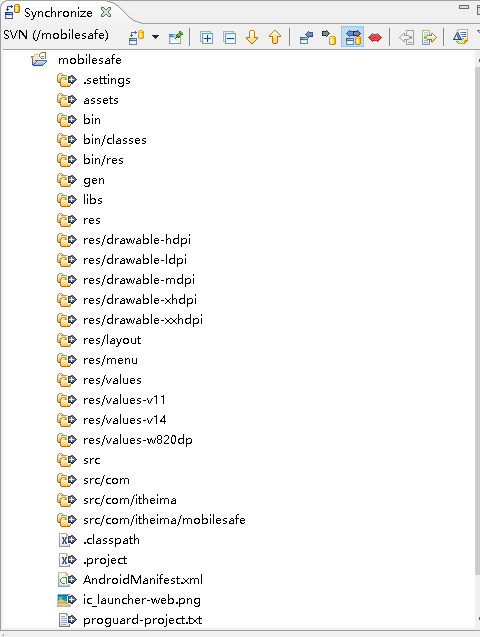 Synchronize
SVN (/mobilesafe)
mobilesafe
.settings
assets
bin
bin/classes
bin/res
gen
libs
res
res/drawable-hdpi
res/drawable-ldpi
res/drawable-mdpi
res/drawable-xhdpi
res/drawable-xxhdpi
res/layout
res/menu
res/values
res/values-v11
res/values-v14
res/values-w820dp
src
src/com
src/com/itheima
src/com/itheima/mobilesafe
.classpath
.project
AndroidManifest.xml
ic_launcher-web.png
proguard-project.txt